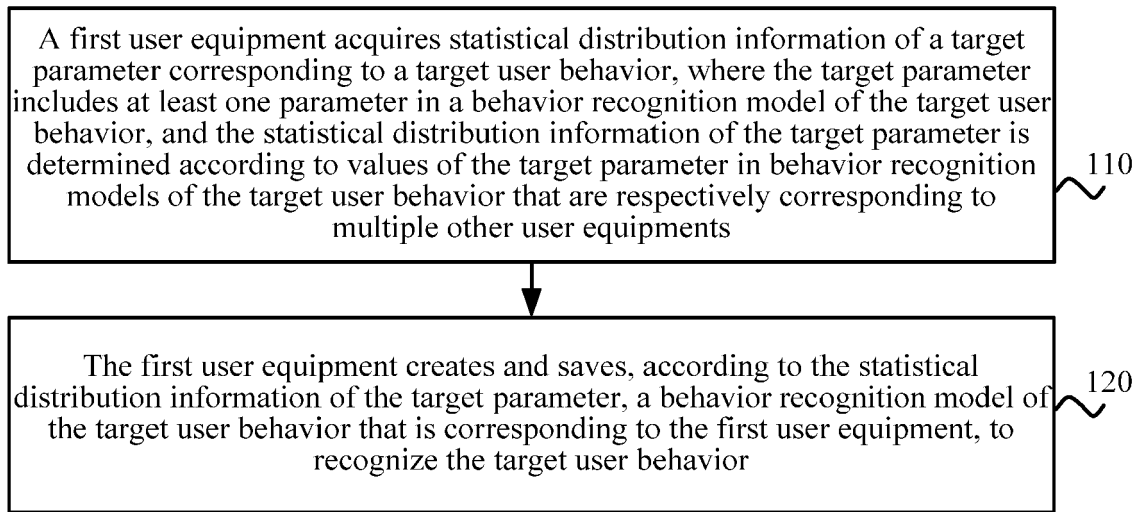 A first user equipment acquires statistical distribution information of a target
parameter corresponding to a target user behavior, where the target parameter
includes at least one parameter in a behavior recognition model of the target user
behavior, and the statistical distribution information of the target parameter is
determined according to values of the target parameter in behavior recognition
models of the target user behavior that are respectively corresponding to
multiple other user equipments
110
The first user equipment creates and saves, according to the statistical
distribution information of the target parameter, a behavior recognition model of
the target user behavior that is corresponding to the first user equipment, to
recognize the target user behavior
120